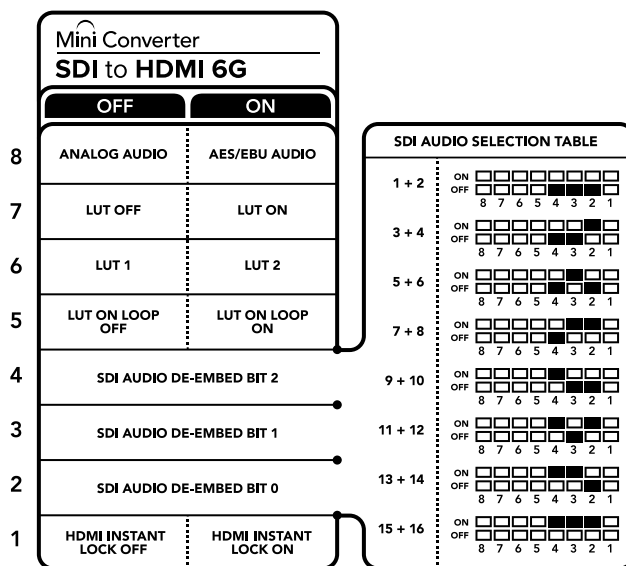 Mini Converter
SDI to HDMI 6G
OFF ON
8 ANALOG AUDIO AES/EBU AUDIO
7 LUT OFF LUT ON
6 LUT 1 LUT 2
5 LUT ON LOOP OFF LUT ON LOOP ON
4 SDI AUDIO DE-EMBED BIT 2
3 SDI AUDIO DE-EMBED BIT 1
2 SDI AUDIO DE-EMBED BIT 0
1 HDMI INSTANT LOCK OFF HDMI INSTANT LOCK ON
SDI AUDIO SELECTION TABLE
1 + 2 ON
OFF
8 7 6 5 4 3 2 1
3 + 4 ON
OFF
8 7 6 5 4 3 2 1
5 + 6 ON
OFF
8 7 6 5 4 3 2 1
7 + 8 ON
OFF
8 7 6 5 4 3 2 1
9 + 10 ON
OFF
8 7 6 5 4 3 2 1
11 + 12 ON
OFF
8 7 6 5 4 3 2 1
13 + 14 ON
OFF
8 7 6 5 4 3 2 1
15 + 16 ON
OFF
8 7 6 5 4 3 2 1